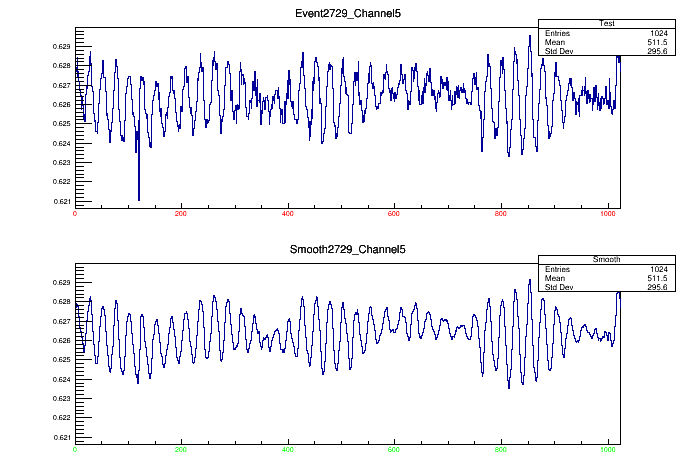 Event2729_Channel5
Test
Entries 1024
Mean 511.5
Std Dev 295.6
0.629
0.628
0.627
0.626
0.625
0.624
0.623
0.622
0.621
0 200 400 600 800 1000
Smooth2729_Channel5
Smooth
Entries 1024
Mean 511.5
Std Dev 295.6
0.629
0.628
0.627
0.626
0.625
0.624
0.623
0.622
0.621
0 200 400 600 800 1000